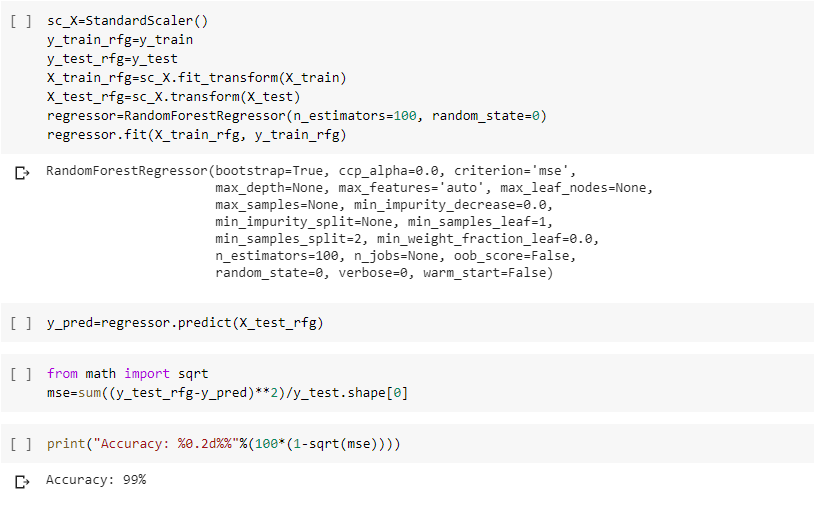 [ ] sc_X=StandardScaler()
y_train_rfg=y_train
y_test_rfg=y_test
X_train_rfg=sc_X.fit_transform(X_train)
X_test_rfg=sc_X.transform(X_test)
regressor=RandomForestRegressor(n_estimators=100, random_state=0)
regressor.fit(X_train_rfg, y_train_rfg)
RandomForestRegressor(bootstrap=True, ccp_alpha=0.0, criterion='mse',
max_depth=None, max_features='auto', max_leaf_nodes=None,
max_samples=None, min_impurity_decrease=0.0,
min_impurity_split=None, min_samples_leaf=1,
min_samples_split=2, min_weight_fraction_leaf=0.0,
n_estimators=100, n_jobs=None, oob_score=False,
random_state=0, verbose=0, warm_start=False)
[ ] y_pred=regressor.predict(X_test_rfg)
[ ] from math import sqrt
mse=sum((y_test_rfg-y_pred)**2)/y_test.shape[0]
[ ] print("Accuracy: %0.2d%%"%(100*(1-sqrt(mse))))
Accuracy: 99%